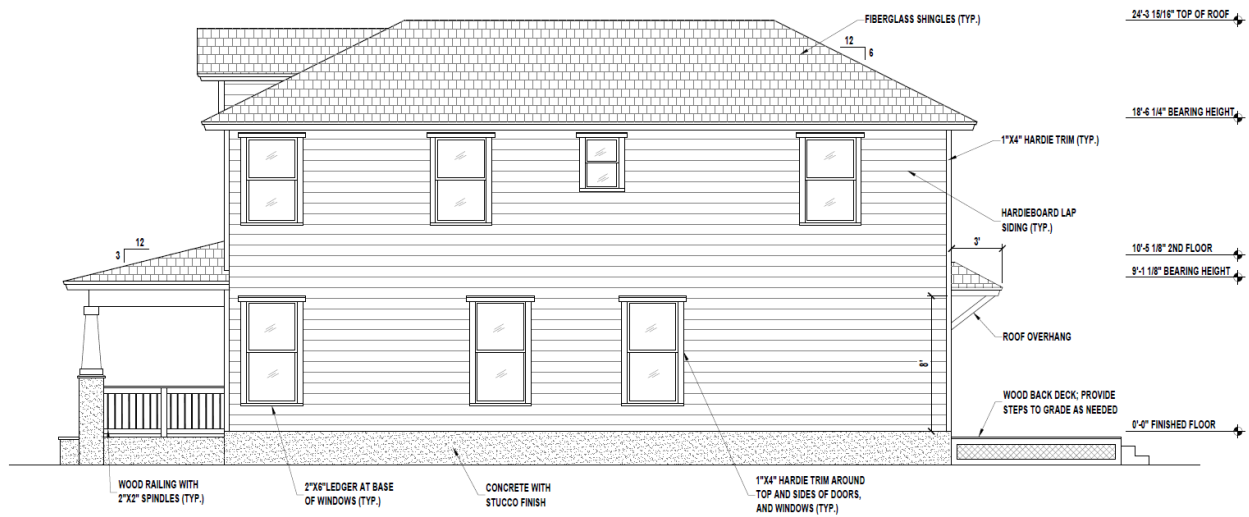 FIBERGLASS SHINGLES (TYP.)
24'-3 15/16" TOP OF ROOF
12
6
18'-6 1/4" BEARING HEIGHT
1"X4" HARDIE TRIM (TYP.)
HARDIEBOARD LAP
SIDING (TYP.)
12
3
3'
10'-5 1/8" 2ND FLOOR
9'-1 1/8" BEARING HEIGHT
ROOF OVERHANG
8'
WOOD BACK DECK; PROVIDE
STEPS TO GRADE AS NEEDED
0'-0" FINISHED FLOOR
WOOD RAILING WITH
2"X2" SPINDLES (TYP.)
2"X6"LEDGER AT BASE
OF WINDOWS (TYP.)
CONCRETE WITH
STUCCO FINISH
1"X4" HARDIE TRIM AROUND
TOP AND SIDES OF DOORS,
AND WINDOWS (TYP.)